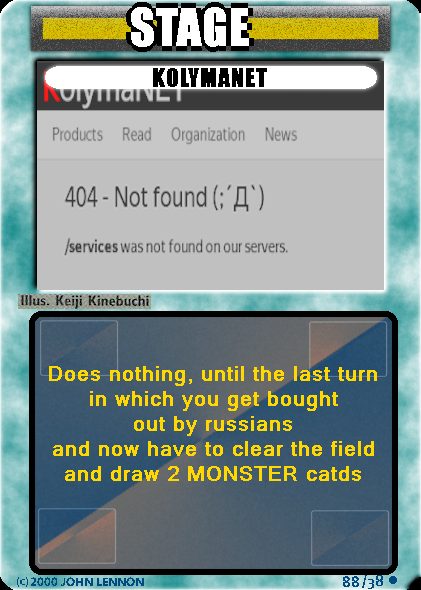 STAGE
KOLYMANET
KolymaNET
Products Read Organization News
404 - Not found (;´Д`)
/services was not found on our servers.
Illus. Keiji Kinebuchi
Does nothing, until the last turn
in which you get bought
out by russians
and now have to clear the field
and draw 2 MONSTER catds
(c) 2000 JOHN LENNON
88/38 ●